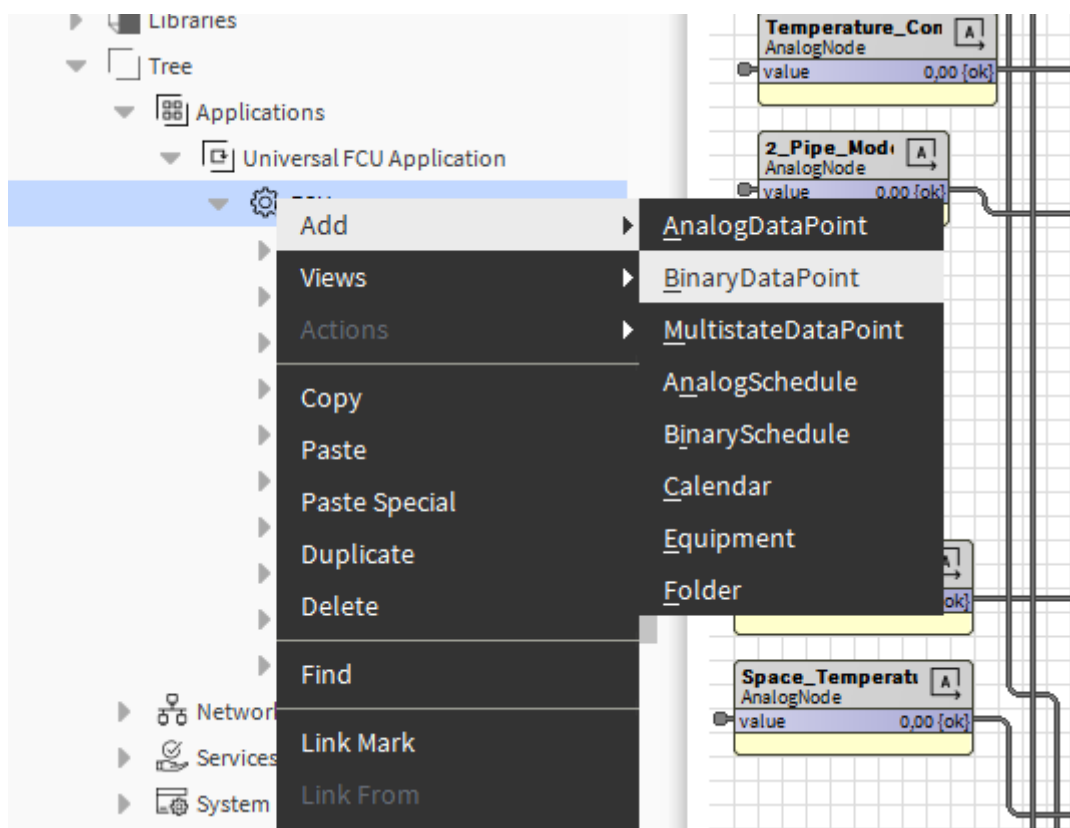 Libraries
Tree
Applications
Universal FCU Application
Add
Views
Actions
Copy
Paste
Paste Special
Duplicate
Delete
Find
Link Mark
Link From
AnalogDataPoint
BinaryDataPoint
MultistateDataPoint
AnalogSchedule
BinarySchedule
Calendar
Equipment
Folder
Services
System
Temperature_Con
AnalogNode
value 0,00 {ok}
2_Pipe_Mod
AnalogNode
value 0,00 {ok}
ok}
Space_Temperat
AnalogNode
value 0,00 {ok}